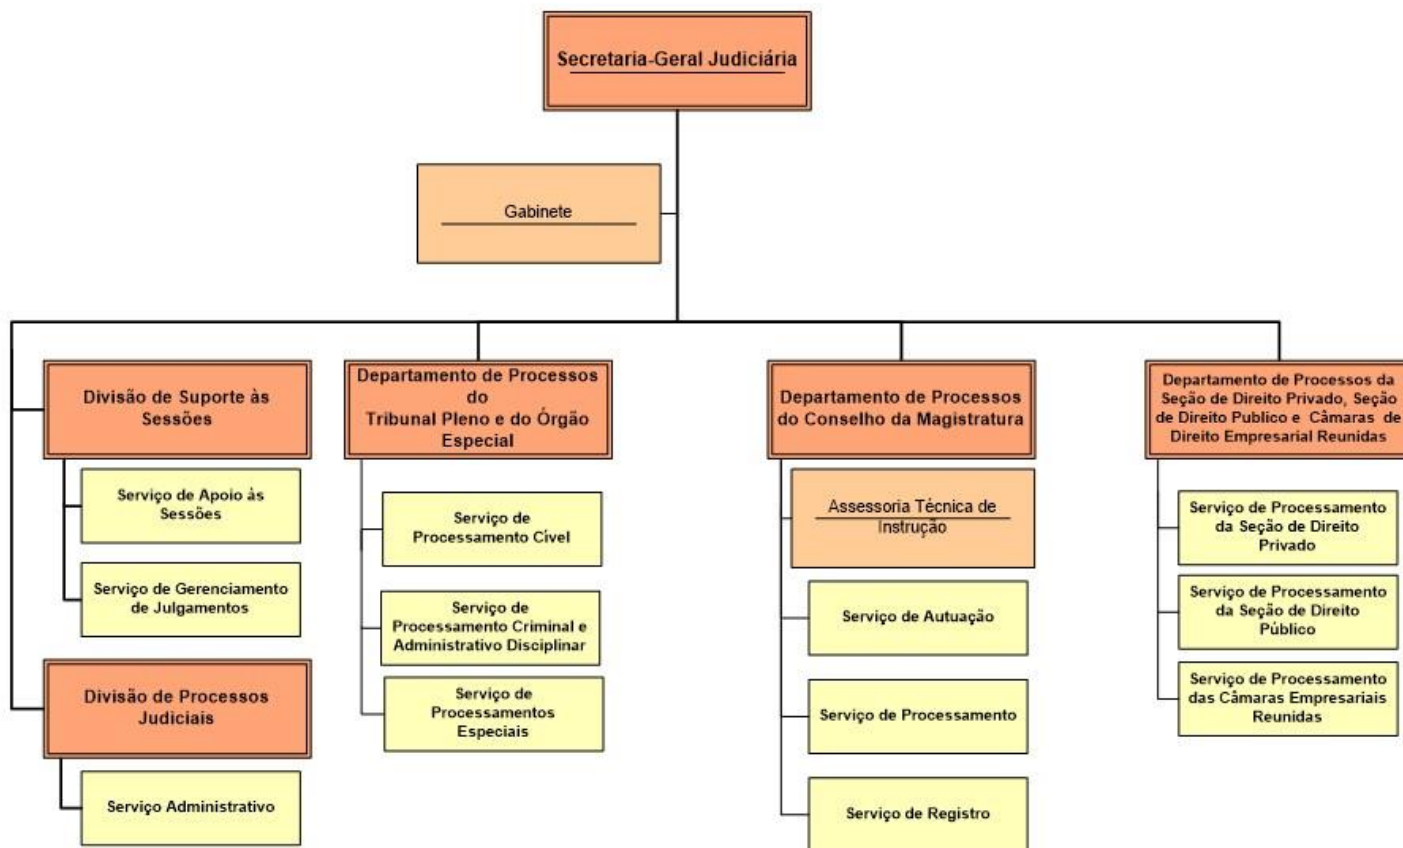 Secretaria-Geral Judiciária
Gabinete
Divisão de Suporte às
Sessões
Serviço de Apoio às
Sessões
Serviço de Gerenciamento
de Julgamentos
Divisão de Processos
Judiciais
Serviço Administrativo
Departamento de Processos
do
Tribunal Pleno e do Órgão
Especial
Serviço de
Processamento Cível
Serviço de
Processamento Criminal e
Administrativo Disciplinar
Serviço de
Processamentos
Especiais
Departamento de Processos
do Conselho da Magistratura
Assessoria Técnica de
Instrução
Serviço de Autuação
Serviço de Processamento
Serviço de Registro
Departamento de Processos da
Seção de Direito Privado, Seção
de Direito Publico e Câmaras de
Direito Empresarial Reunidas
Serviço de Processamento
da Seção de Direito
Privado
Serviço de Processamento
da Seção de Direito
Público
Serviço de Processamento
das Câmaras Empresariais
Reunidas